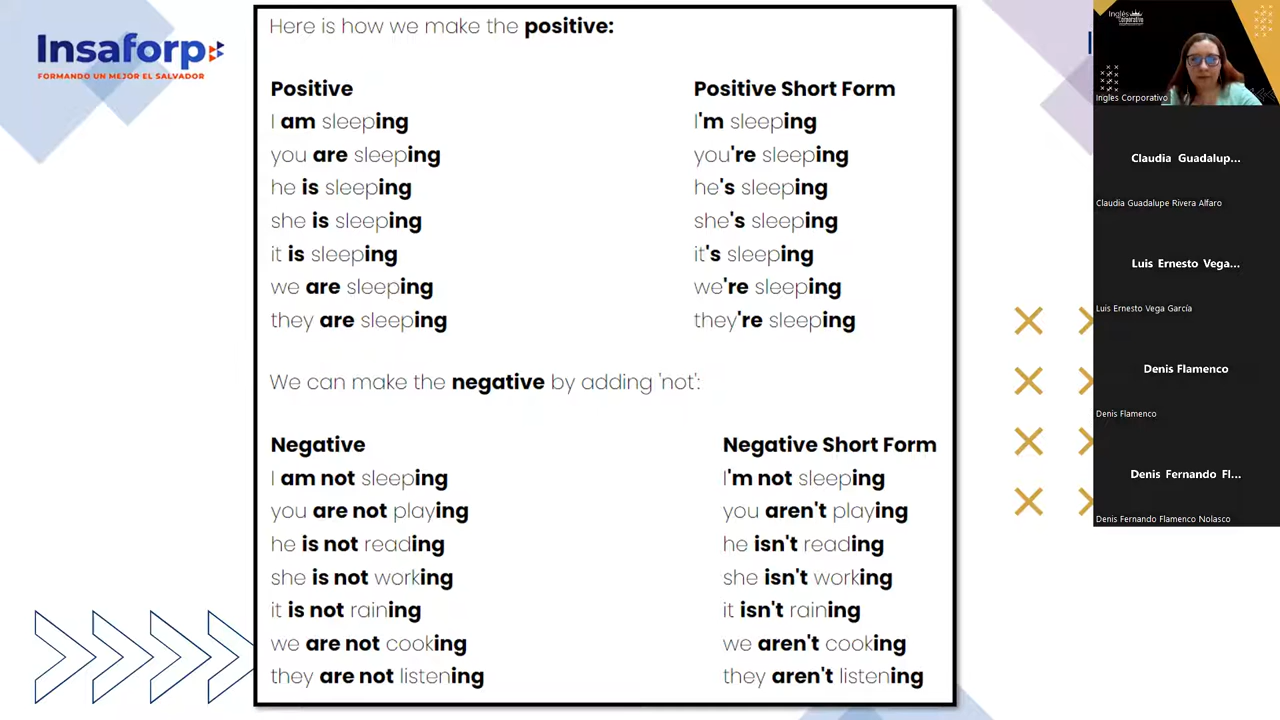 Insaforp
FORMANDO UN MEJOR EL SALVADOR
Here is how we make the positive:
Positive
I am sleeping
you are sleeping
he is sleeping
she is sleeping
it is sleeping
we are sleeping
they are sleeping
Positive Short Form
I'm sleeping
you're sleeping
he's sleeping
she's sleeping
it's sleeping
we're sleeping
they're sleeping
We can make the negative by adding 'not':
Negative
I am not sleeping
you are not playing
he is not reading
she is not working
it is not raining
we are not cooking
they are not listening
Negative Short Form
I'm not sleeping
you aren't playing
he isn't reading
she isn't working
it isn't raining
we aren't cooking
they aren't listening
Inglés
Corporativo
Ingles Corporativo
Claudia Guadalup...
Claudia Guadalupe Rivera Alfaro
Luis Ernesto Vega...
Luis Ernesto Vega García
Denis Flamenco
Denis Flamenco
Denis Fernando Fl...
Denis Fernando Flamenco Nolasco